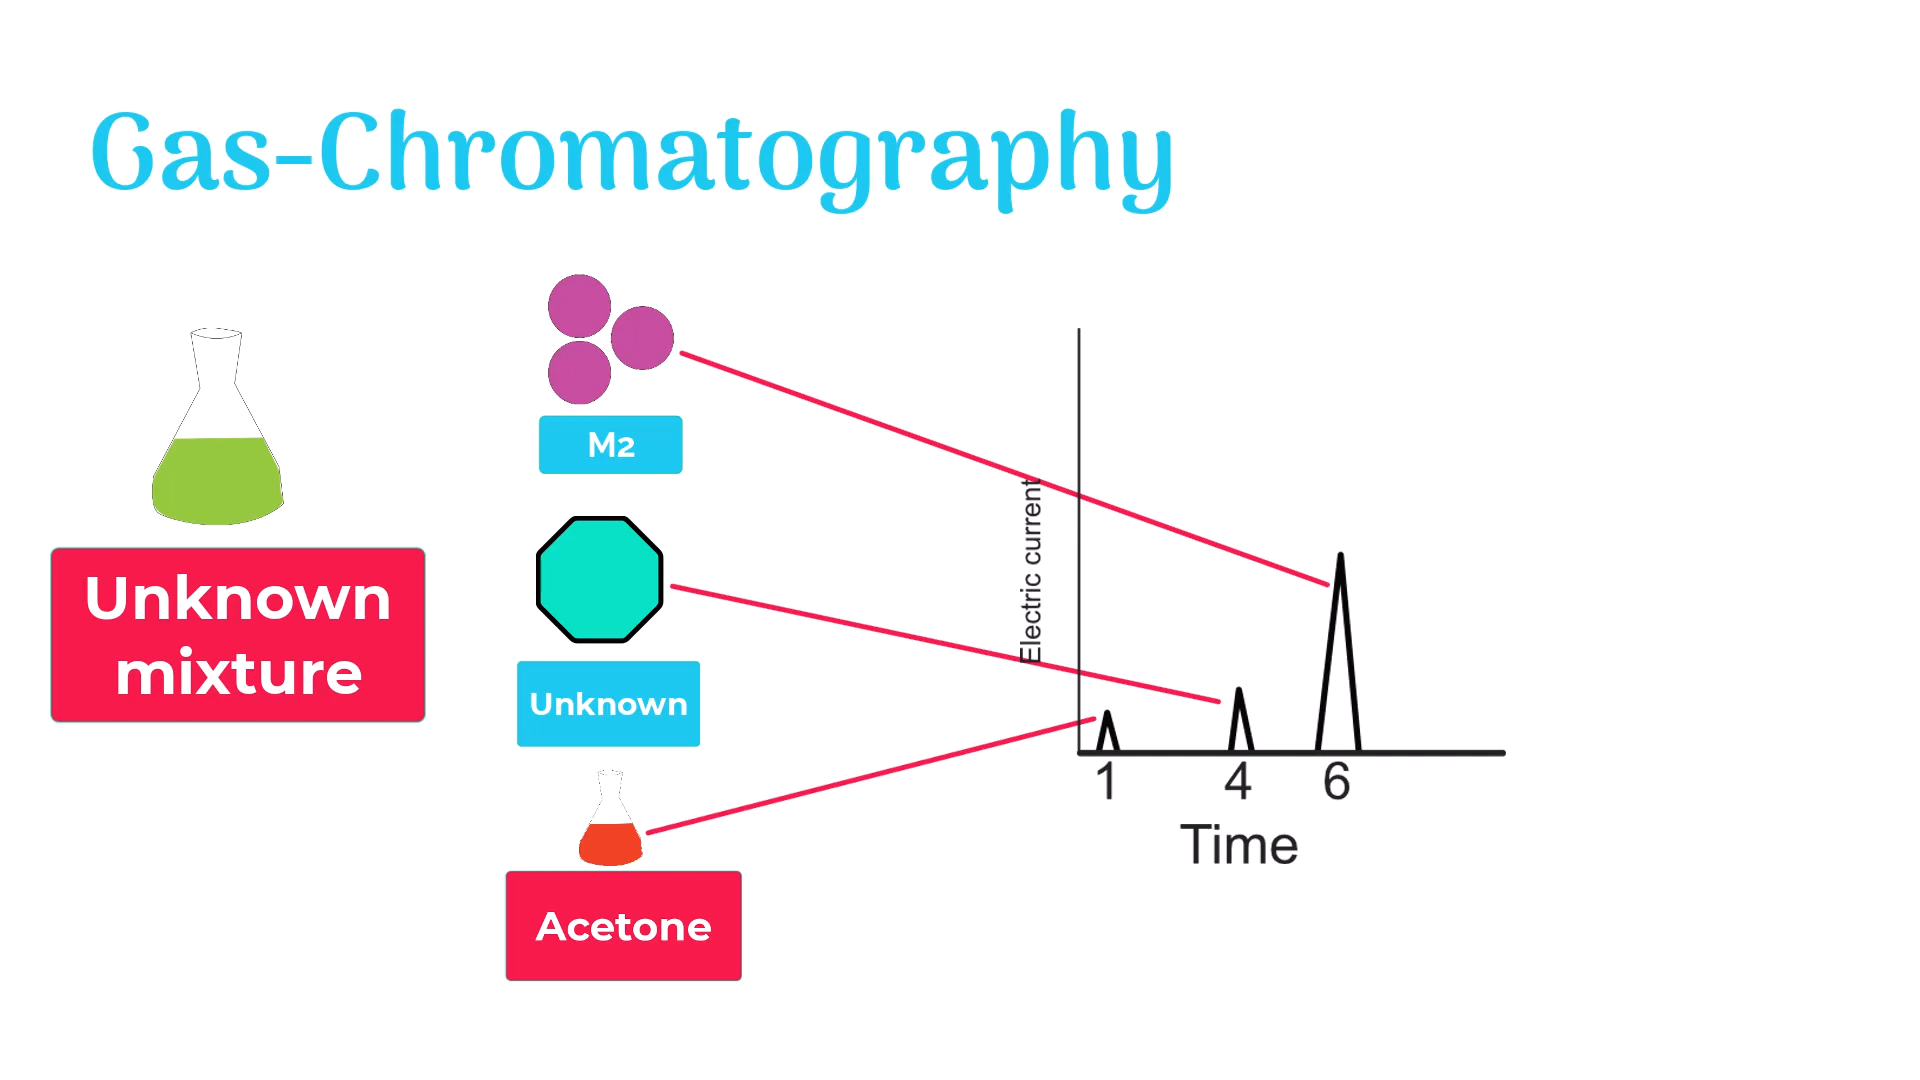 Gas-Chromatography
M2
Unknown
mixture
Unknown
Acetone
Electric current
1 4 6
Time